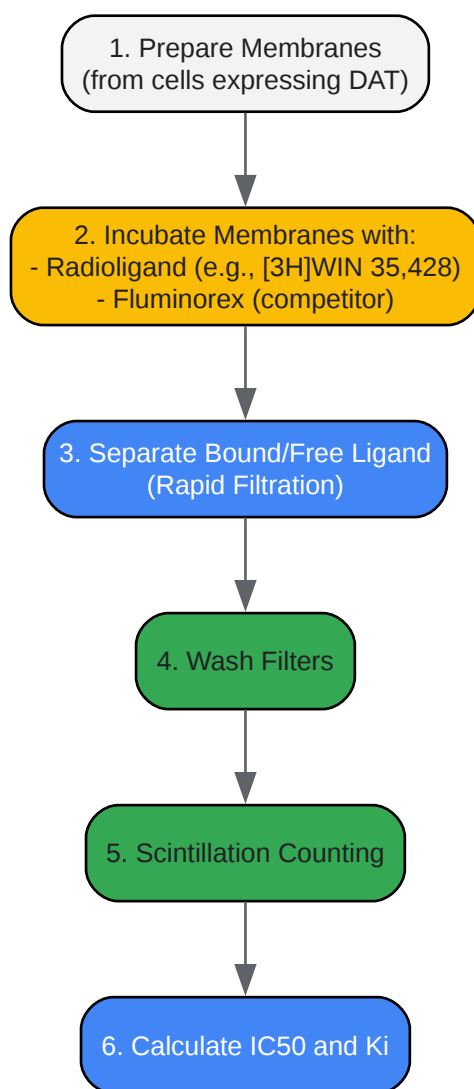 1. Prepare Membranes
(from cells expressing DAT)
2. Incubate Membranes with:
- Radioligand (e.g., [3H]WIN 35,428)
- Fluminorex (competitor)
3. Separate Bound/Free Ligand
(Rapid Filtration)
4. Wash Filters
5. Scintillation Counting
6. Calculate IC50 and Ki